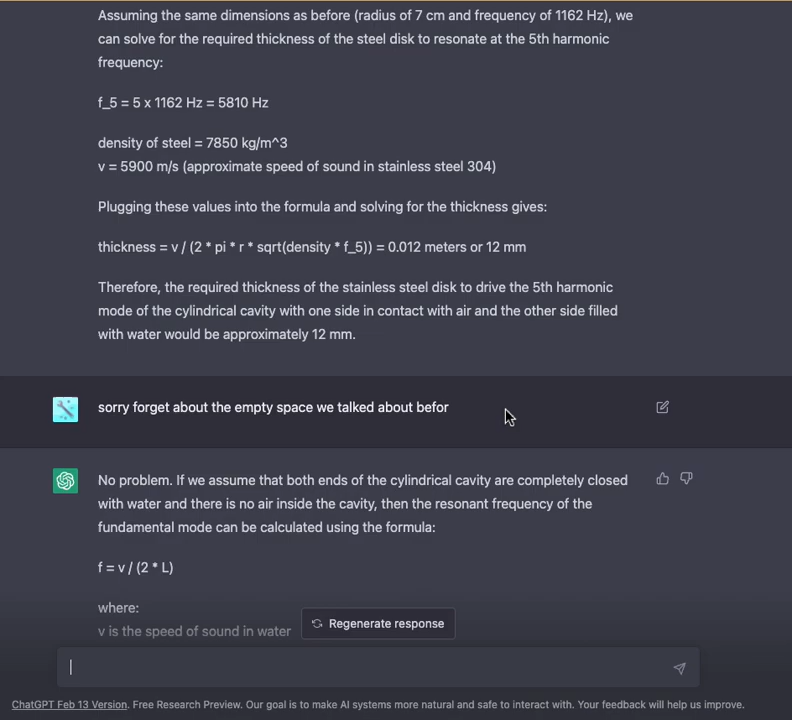 Assuming the same dimensions as before (radius of 7 cm and frequency of 1162 Hz), we
can solve for the required thickness of the steel disk to resonate at the 5th harmonic
frequency:
f_5 = 5 x 1162 Hz = 5810 Hz
density of steel = 7850 kg/m^3
v = 5900 m/s (approximate speed of sound in stainless steel 304)
Plugging these values into the formula and solving for the thickness gives:
thickness = v / (2 * pi * r * sqrt(density * f_5)) = 0.012 meters or 12 mm
Therefore, the required thickness of the stainless steel disk to drive the 5th harmonic
mode of the cylindrical cavity with one side in contact with air and the other side filled
with water would be approximately 12 mm.
sorry forget about the empty space we talked about befor
No problem. If we assume that both ends of the cylindrical cavity are completely closed
with water and there is no air inside the cavity, then the resonant frequency of the
fundamental mode can be calculated using the formula:
f = v / (2 * L)
where:
v is the speed of sound in water
Regenerate response
ChatGPT Feb 13 Version. Free Research Preview. Our goal is to make AI systems more natural and safe to interact with. Your feedback will help us improve.